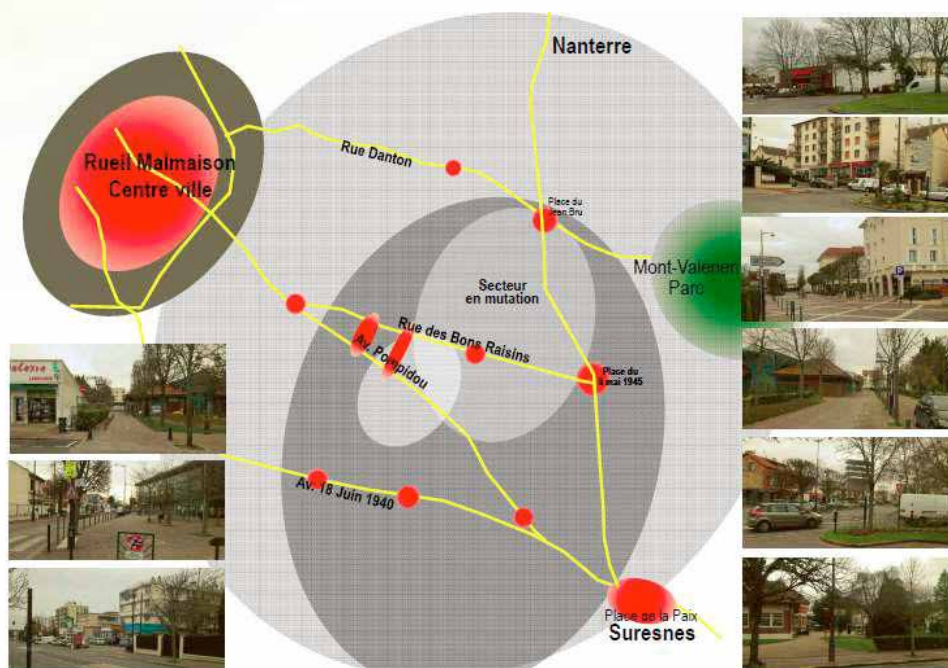 Nanterre
Rueil Malmaison
Centre ville
Rue Danton
Place du
Jean Bru
Mont-Valerien
Parc
Secteur
en mutation
Rue des Bons Raisins
Av. Pompidou
Place du
mai 1945
Av. 18 Juin 1940
Place de la Paix
Suresnes
P